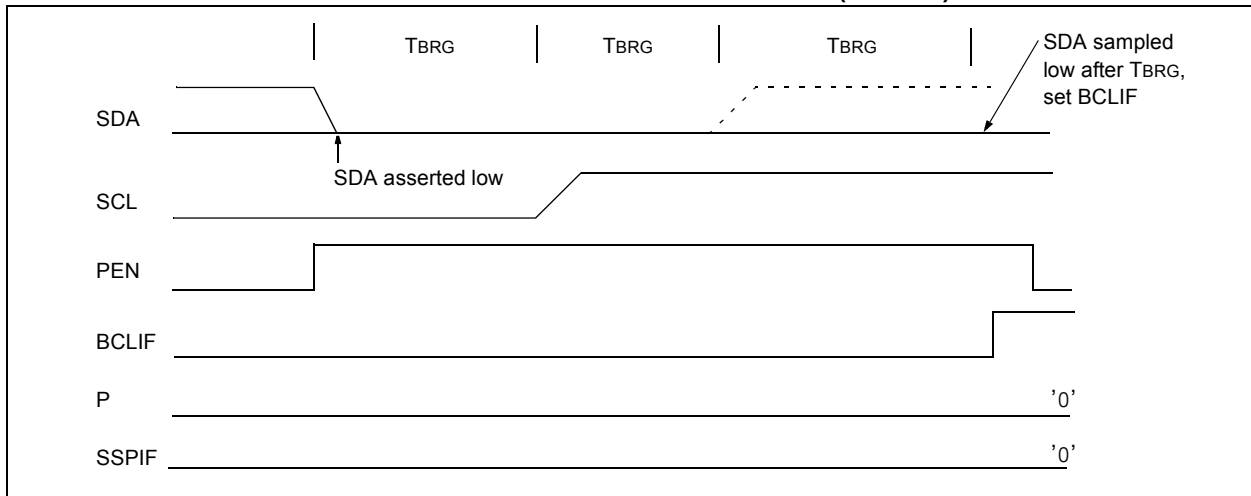 TBRG TBRG TBRG
SDA sampled
low after TBRG,
set BCLIF
SDA
SDA asserted low
SCL
PEN
BCLIF
P '0'
SSPIF '0'